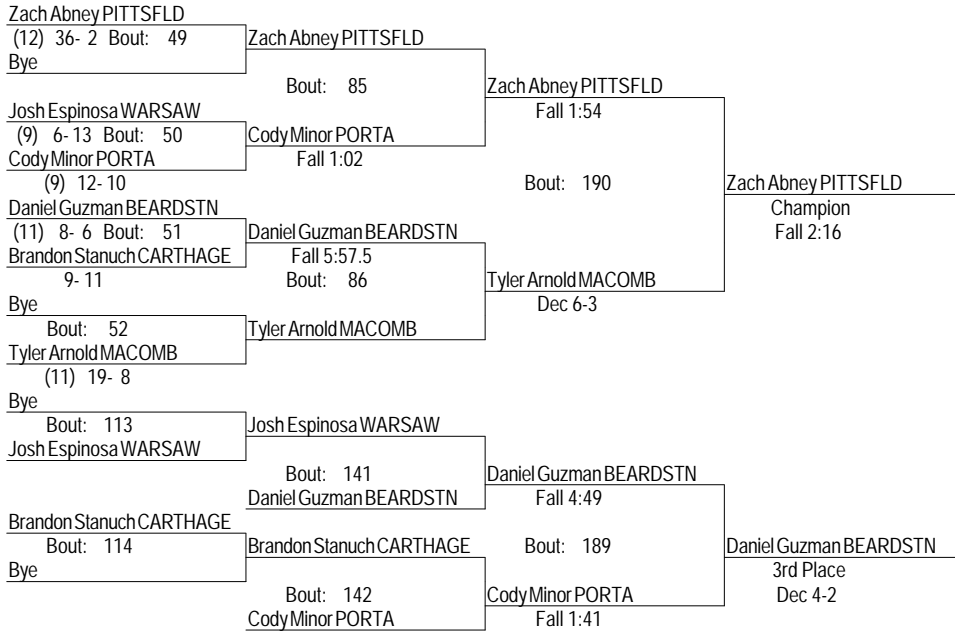 Zach Abney PITTSFLD
(12) 36- 2 Bout: 49
Bye
Zach Abney PITTSFLD
Bout: 85
Josh Espinosa WARSAW
(9) 6-13 Bout: 50
Cody Minor PORTA
(9) 12-10
Cody Minor PORTA
Fall 1:02
Zach Abney PITTSFLD
Fall 1:54
Bout: 190
Daniel Guzman BEARDSTN
(11) 8- 6 Bout: 51
Brandon Stanuch CARTHAGE
9- 11
Daniel Guzman BEARDSTN
Fall 5:57.5
Bout: 86
Bye
Bout: 52
Tyler Arnold MACOMB
(11) 19- 8
Tyler Arnold MACOMB
Tyler Arnold MACOMB
Dec 6-3
Zach Abney PITTSFLD
Champion
Fall 2:16
Bye
Bout: 113
Josh Espinosa WARSAW
Josh Espinosa WARSAW
Bout: 141
Daniel Guzman BEARDSTN
Daniel Guzman BEARDSTN
Fall 4:49
Bout: 189
Brandon Stanuch CARTHAGE
Bout: 114
Bye
Brandon Stanuch CARTHAGE
Bout: 142
Cody Minor PORTA
Cody Minor PORTA
Fall 1:41
Daniel Guzman BEARDSTN
3rd Place
Dec 4-2